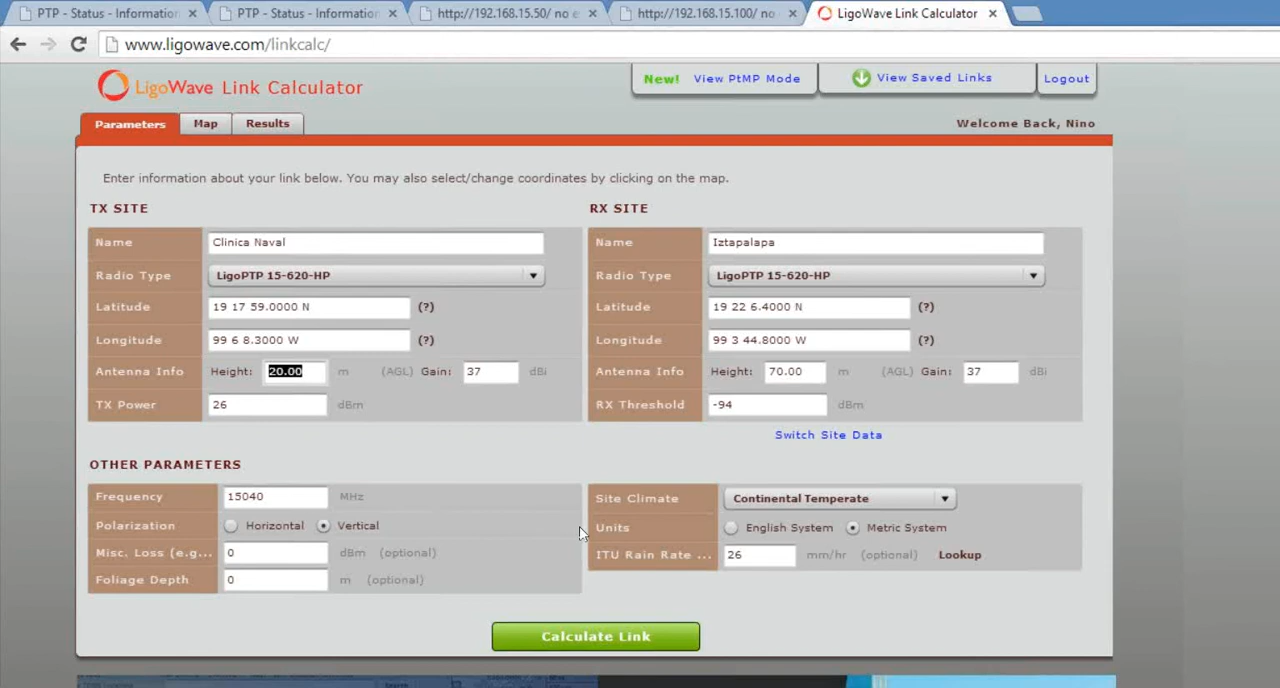 PTP - Status - Information
PTP - Status - Information
http://192.168.15.50/ no e
http://192.168.15.100/ no
LigoWave Link Calculator
www.ligowave.com/linkcalc/
LigoWave Link Calculator
New! View PtMP Mode
View Saved Links
Logout
Parameters
Map
Results
Welcome Back, Nino
Enter information about your link below. You may also select/change coordinates by clicking on the map.
TX SITE
Name Clinica Naval
Radio Type LigoPTP 15-620-HP
Latitude 19 17 59.0000 N (?)
Longitude 99 6 8.3000 W (?)
Antenna Info Height: 20.00 m (AGL) Gain: 37 dBi
TX Power 26 dBm
RX SITE
Name Iztapalapa
Radio Type LigoPTP 15-620-HP
Latitude 19 22 6.4000 N (?)
Longitude 99 3 44.8000 W (?)
Antenna Info Height: 70.00 m (AGL) Gain: 37 dBi
RX Threshold -94 dBm
Switch Site Data
OTHER PARAMETERS
Frequency 15040 MHz
Polarization Horizontal Vertical
Misc. Loss (e.g... 0 dBm (optional)
Foliage Depth 0 m (optional)
Site Climate Continental Temperate
Units English System Metric System
ITU Rain Rate ... 26 mm/hr (optional) Lookup
Calculate Link